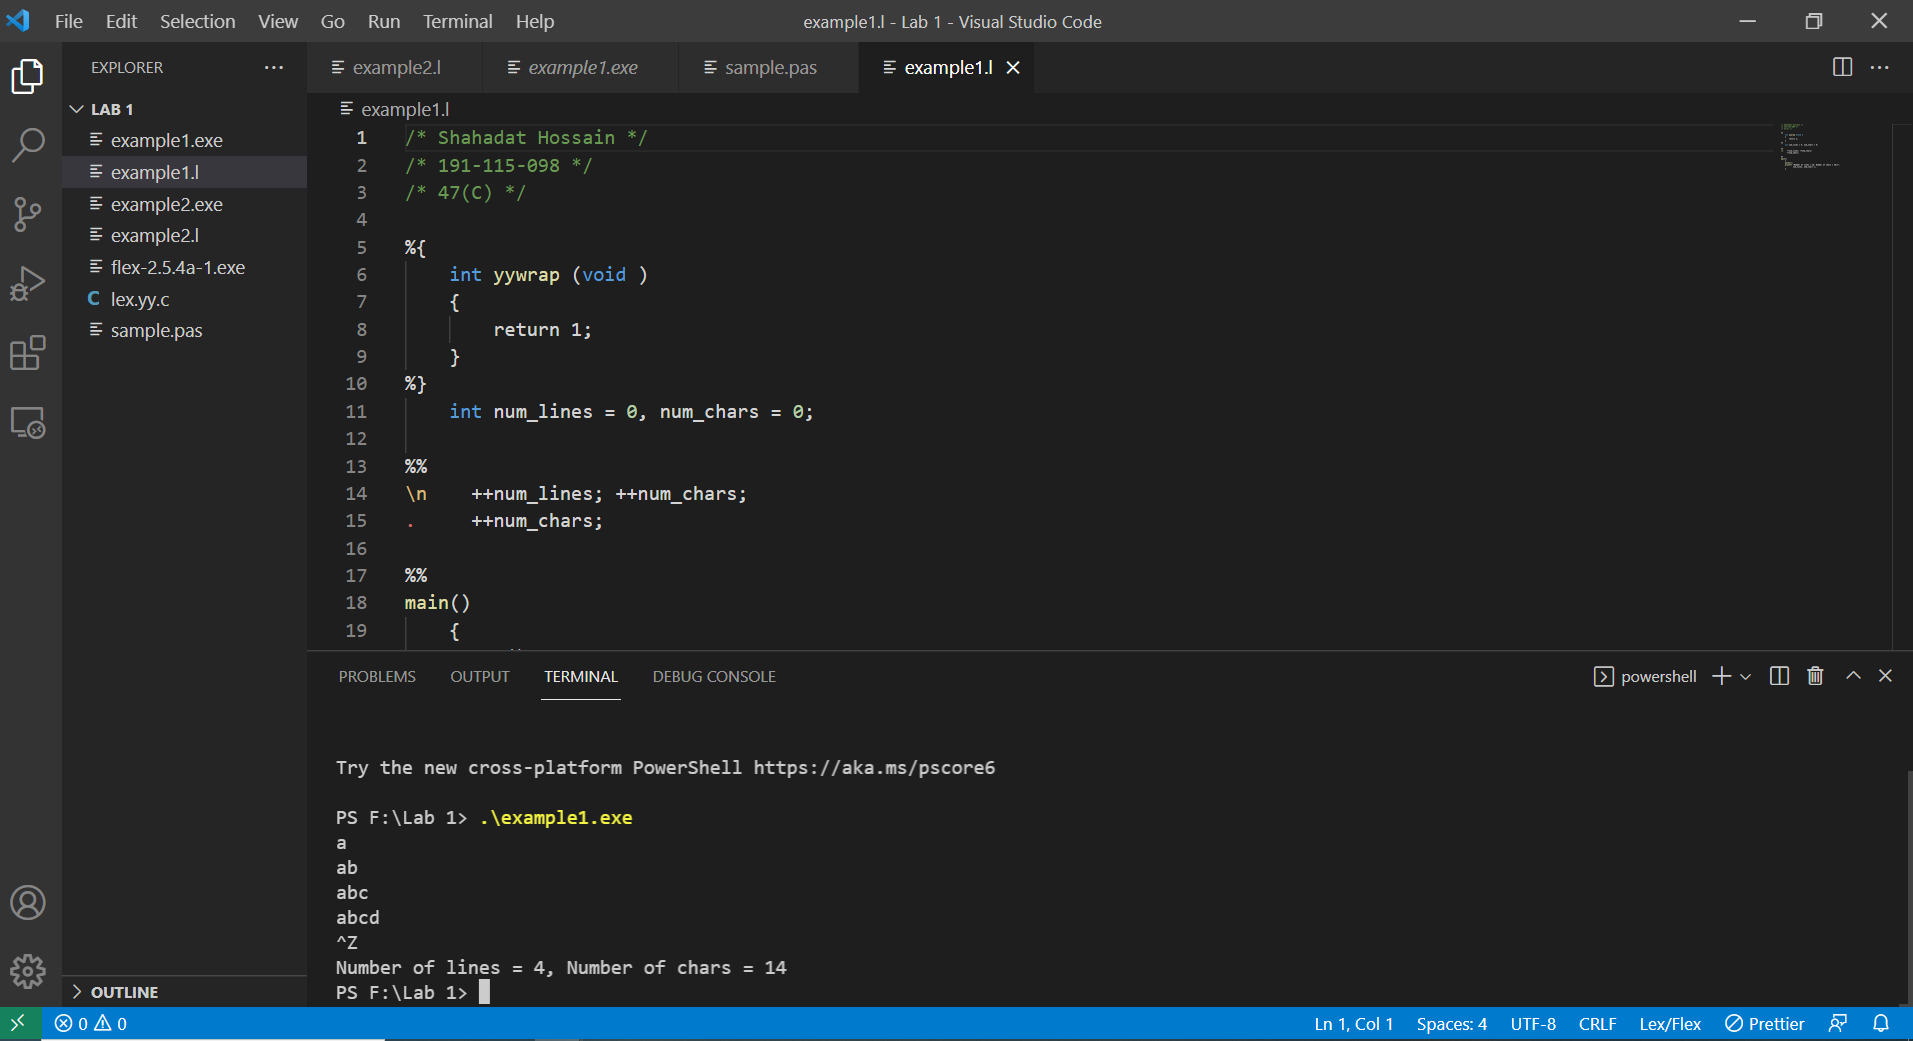 File Edit Selection View Go Run Terminal Help
example1.l - Lab 1 - Visual Studio Code
EXPLORER
LAB 1
example1.exe
example1.l
example2.exe
example2.l
flex-2.5.4a-1.exe
C lex.yy.c
sample.pas
OUTLINE
example2.l example1.exe sample.pas example1.l
example1.l
1 /* Shahadat Hossain */
2 /* 191-115-098 */
3 /* 47(C) */
4
5 %{
6 int yywrap (void )
7 {
8 return 1;
9 }
10 %}
11 int num_lines = 0, num_chars = 0;
12
13 %%
14 \n ++num_lines; ++num_chars;
15 . ++num_chars;
16
17 %%
18 main()
19 {
PROBLEMS OUTPUT TERMINAL DEBUG CONSOLE
powershell
Try the new cross-platform PowerShell https://aka.ms/pscore6
PS F:\Lab 1> .\example1.exe
a
ab
abc
abcd
^Z
Number of lines = 4, Number of chars = 14
PS F:\Lab 1>
0 0
Ln 1, Col 1 Spaces: 4 UTF-8 CRLF Lex/Flex Prettier